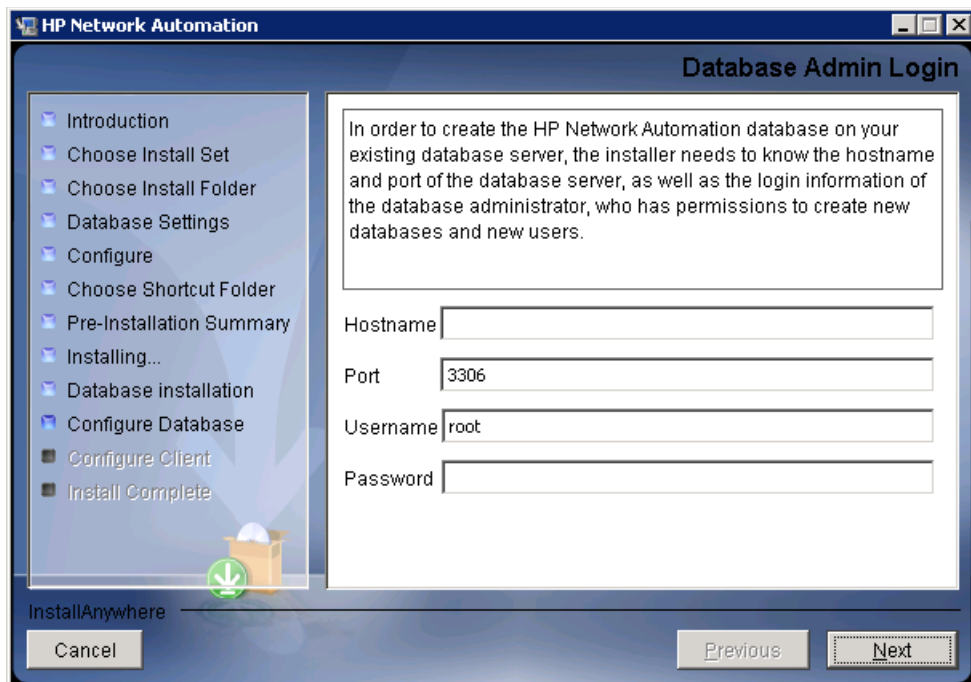 HP Network Automation
Database Admin Login
Introduction
Choose Install Set
Choose Install Folder
Database Settings
Configure
Choose Shortcut Folder
Pre-Installation Summary
Installing...
Database installation
Configure Database
Configure Client
Install Complete
In order to create the HP Network Automation database on your
existing database server, the installer needs to know the hostname
and port of the database server, as well as the login information of
the database administrator, who has permissions to create new
databases and new users.
Hostname
Port 3306
Username root
Password
InstallAnywhere
Cancel Previous Next